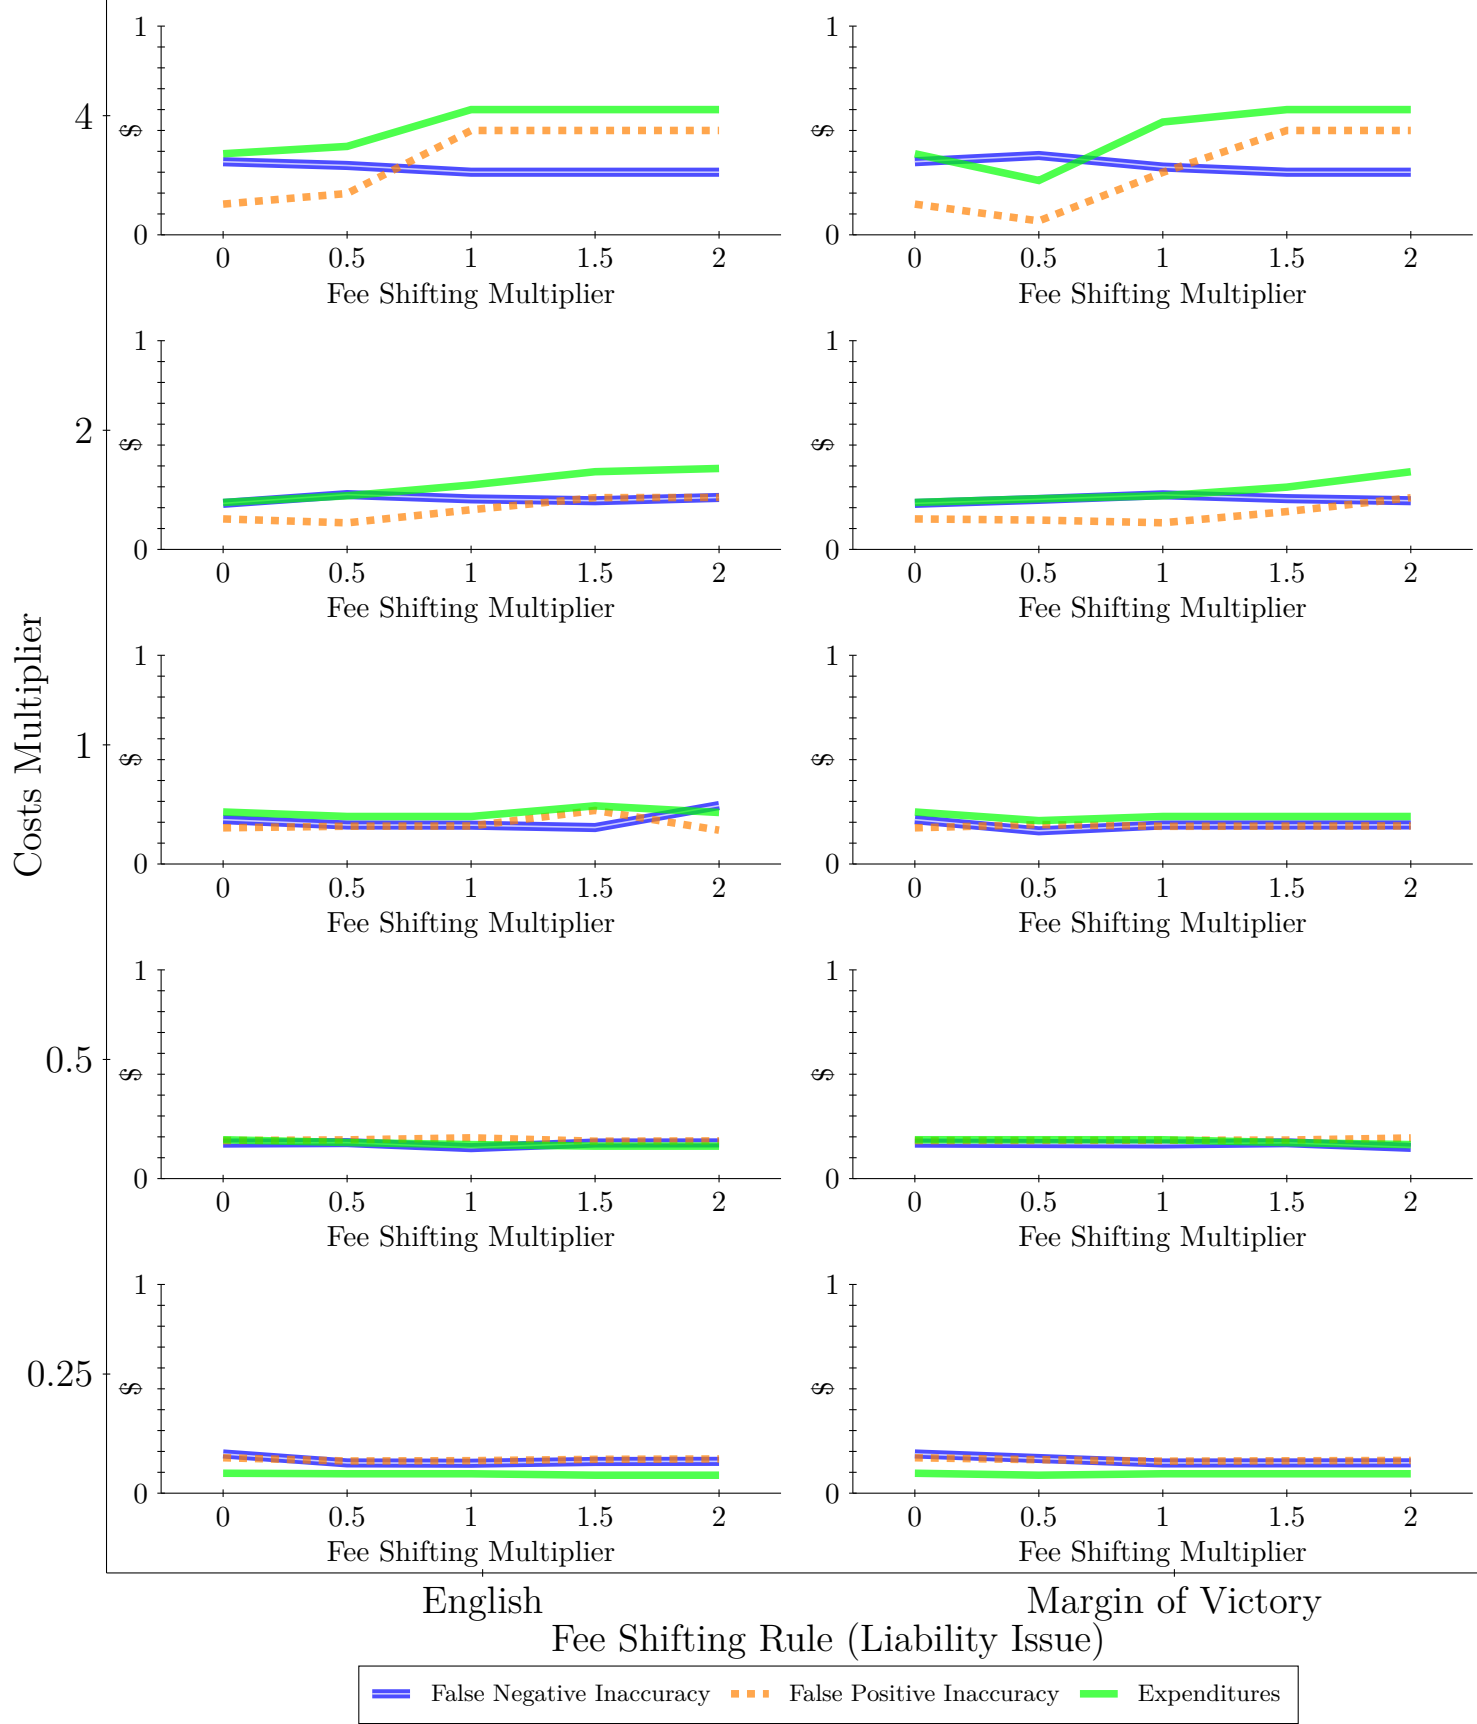 Costs Multiplier
4
1
$
0
0 0.5 1 1.5 2
Fee Shifting Multiplier
1
$
0
0 0.5 1 1.5 2
Fee Shifting Multiplier
2
1
$
0
0 0.5 1 1.5 2
Fee Shifting Multiplier
1
$
0
0 0.5 1 1.5 2
Fee Shifting Multiplier
1
1
$
0
0 0.5 1 1.5 2
Fee Shifting Multiplier
1
$
0
0 0.5 1 1.5 2
Fee Shifting Multiplier
0.5
1
$
0
0 0.5 1 1.5 2
Fee Shifting Multiplier
1
$
0
0 0.5 1 1.5 2
Fee Shifting Multiplier
0.25
1
$
0
0 0.5 1 1.5 2
Fee Shifting Multiplier
1
$
0
0 0.5 1 1.5 2
Fee Shifting Multiplier
English Margin of Victory
Fee Shifting Rule (Liability Issue)
False Negative Inaccuracy False Positive Inaccuracy Expenditures